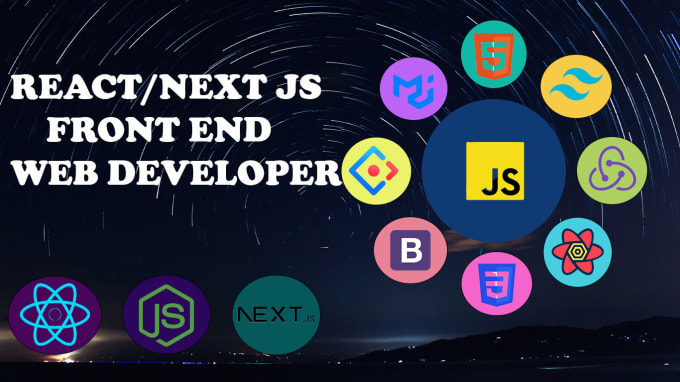 REACT/NEXT JS
FRONT END
WEB DEVELOPER
5
JS
B
3
JS
NEXT.JS